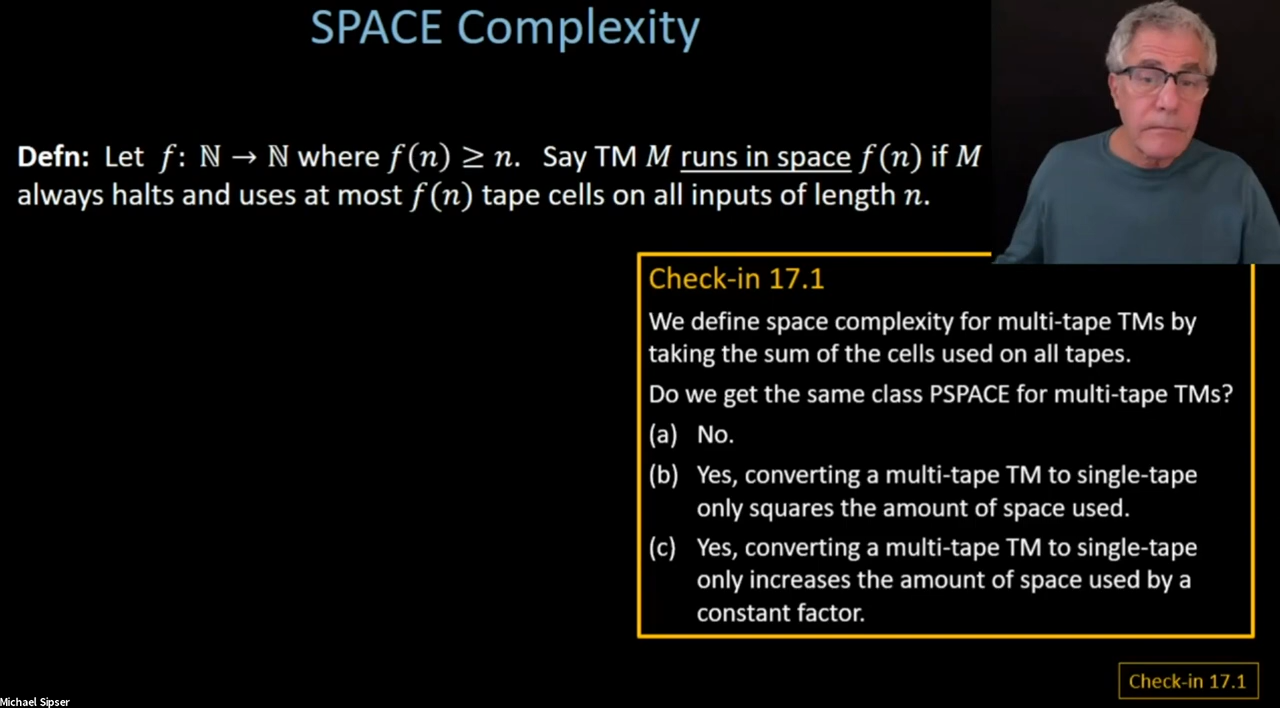 SPACE Complexity
Defn: Let f: ℕ → ℕ where f(n) ≥ n. Say TM M runs in space f(n) if M
always halts and uses at most f(n) tape cells on all inputs of length n.
Check-in 17.1
We define space complexity for multi-tape TMs by
taking the sum of the cells used on all tapes.
Do we get the same class PSPACE for multi-tape TMs?
(a) No.
(b) Yes, converting a multi-tape TM to single-tape
only squares the amount of space used.
(c) Yes, converting a multi-tape TM to single-tape
only increases the amount of space used by a
constant factor.
Check-in 17.1
Michael Sipser